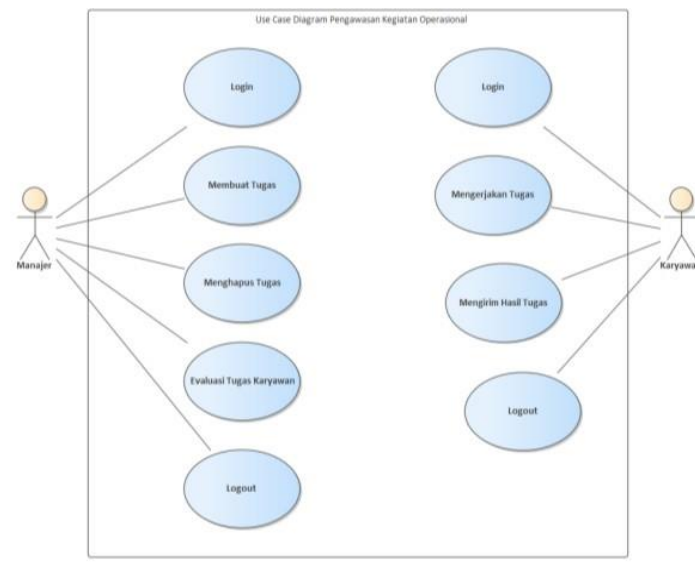 Use Case Diagram Pengawasan Kegiatan Operasional
Login
Membuat Tugas
Manajer
Menghapus Tugas
Evaluasi Tugas Karyawan
Logout
Login
Mengerjakan Tugas
Karyawa
Mengirim Hasil Tugas
Logout